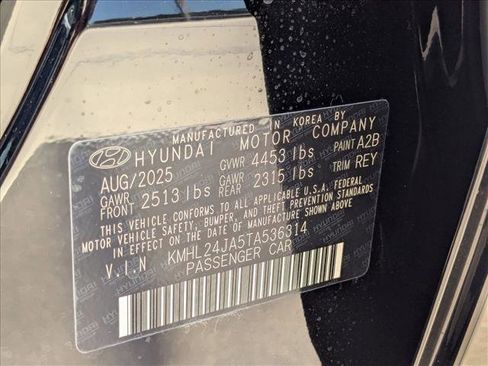 MANUFACTURED IN KOREA BY
HYUNDAI MOTOR COMPANY
AUG/2025 GVWR 4453 lbs PAINT A2B
GAWR FRONT 2513 lbs GAWR REAR 2315 lbs TRIM REY
THIS VEHICLE CONFORMS TO ALL APPLICABLE U.S.A. FEDERAL
MOTOR VEHICLE SAFETY, BUMPER, AND THEFT PREVENTION STANDARDS
IN EFFECT ON THE DATE OF MANUFACTURE SHOWN ABOVE.
V.I.N KMHL24JA5TA536314
PASSENGER CAR